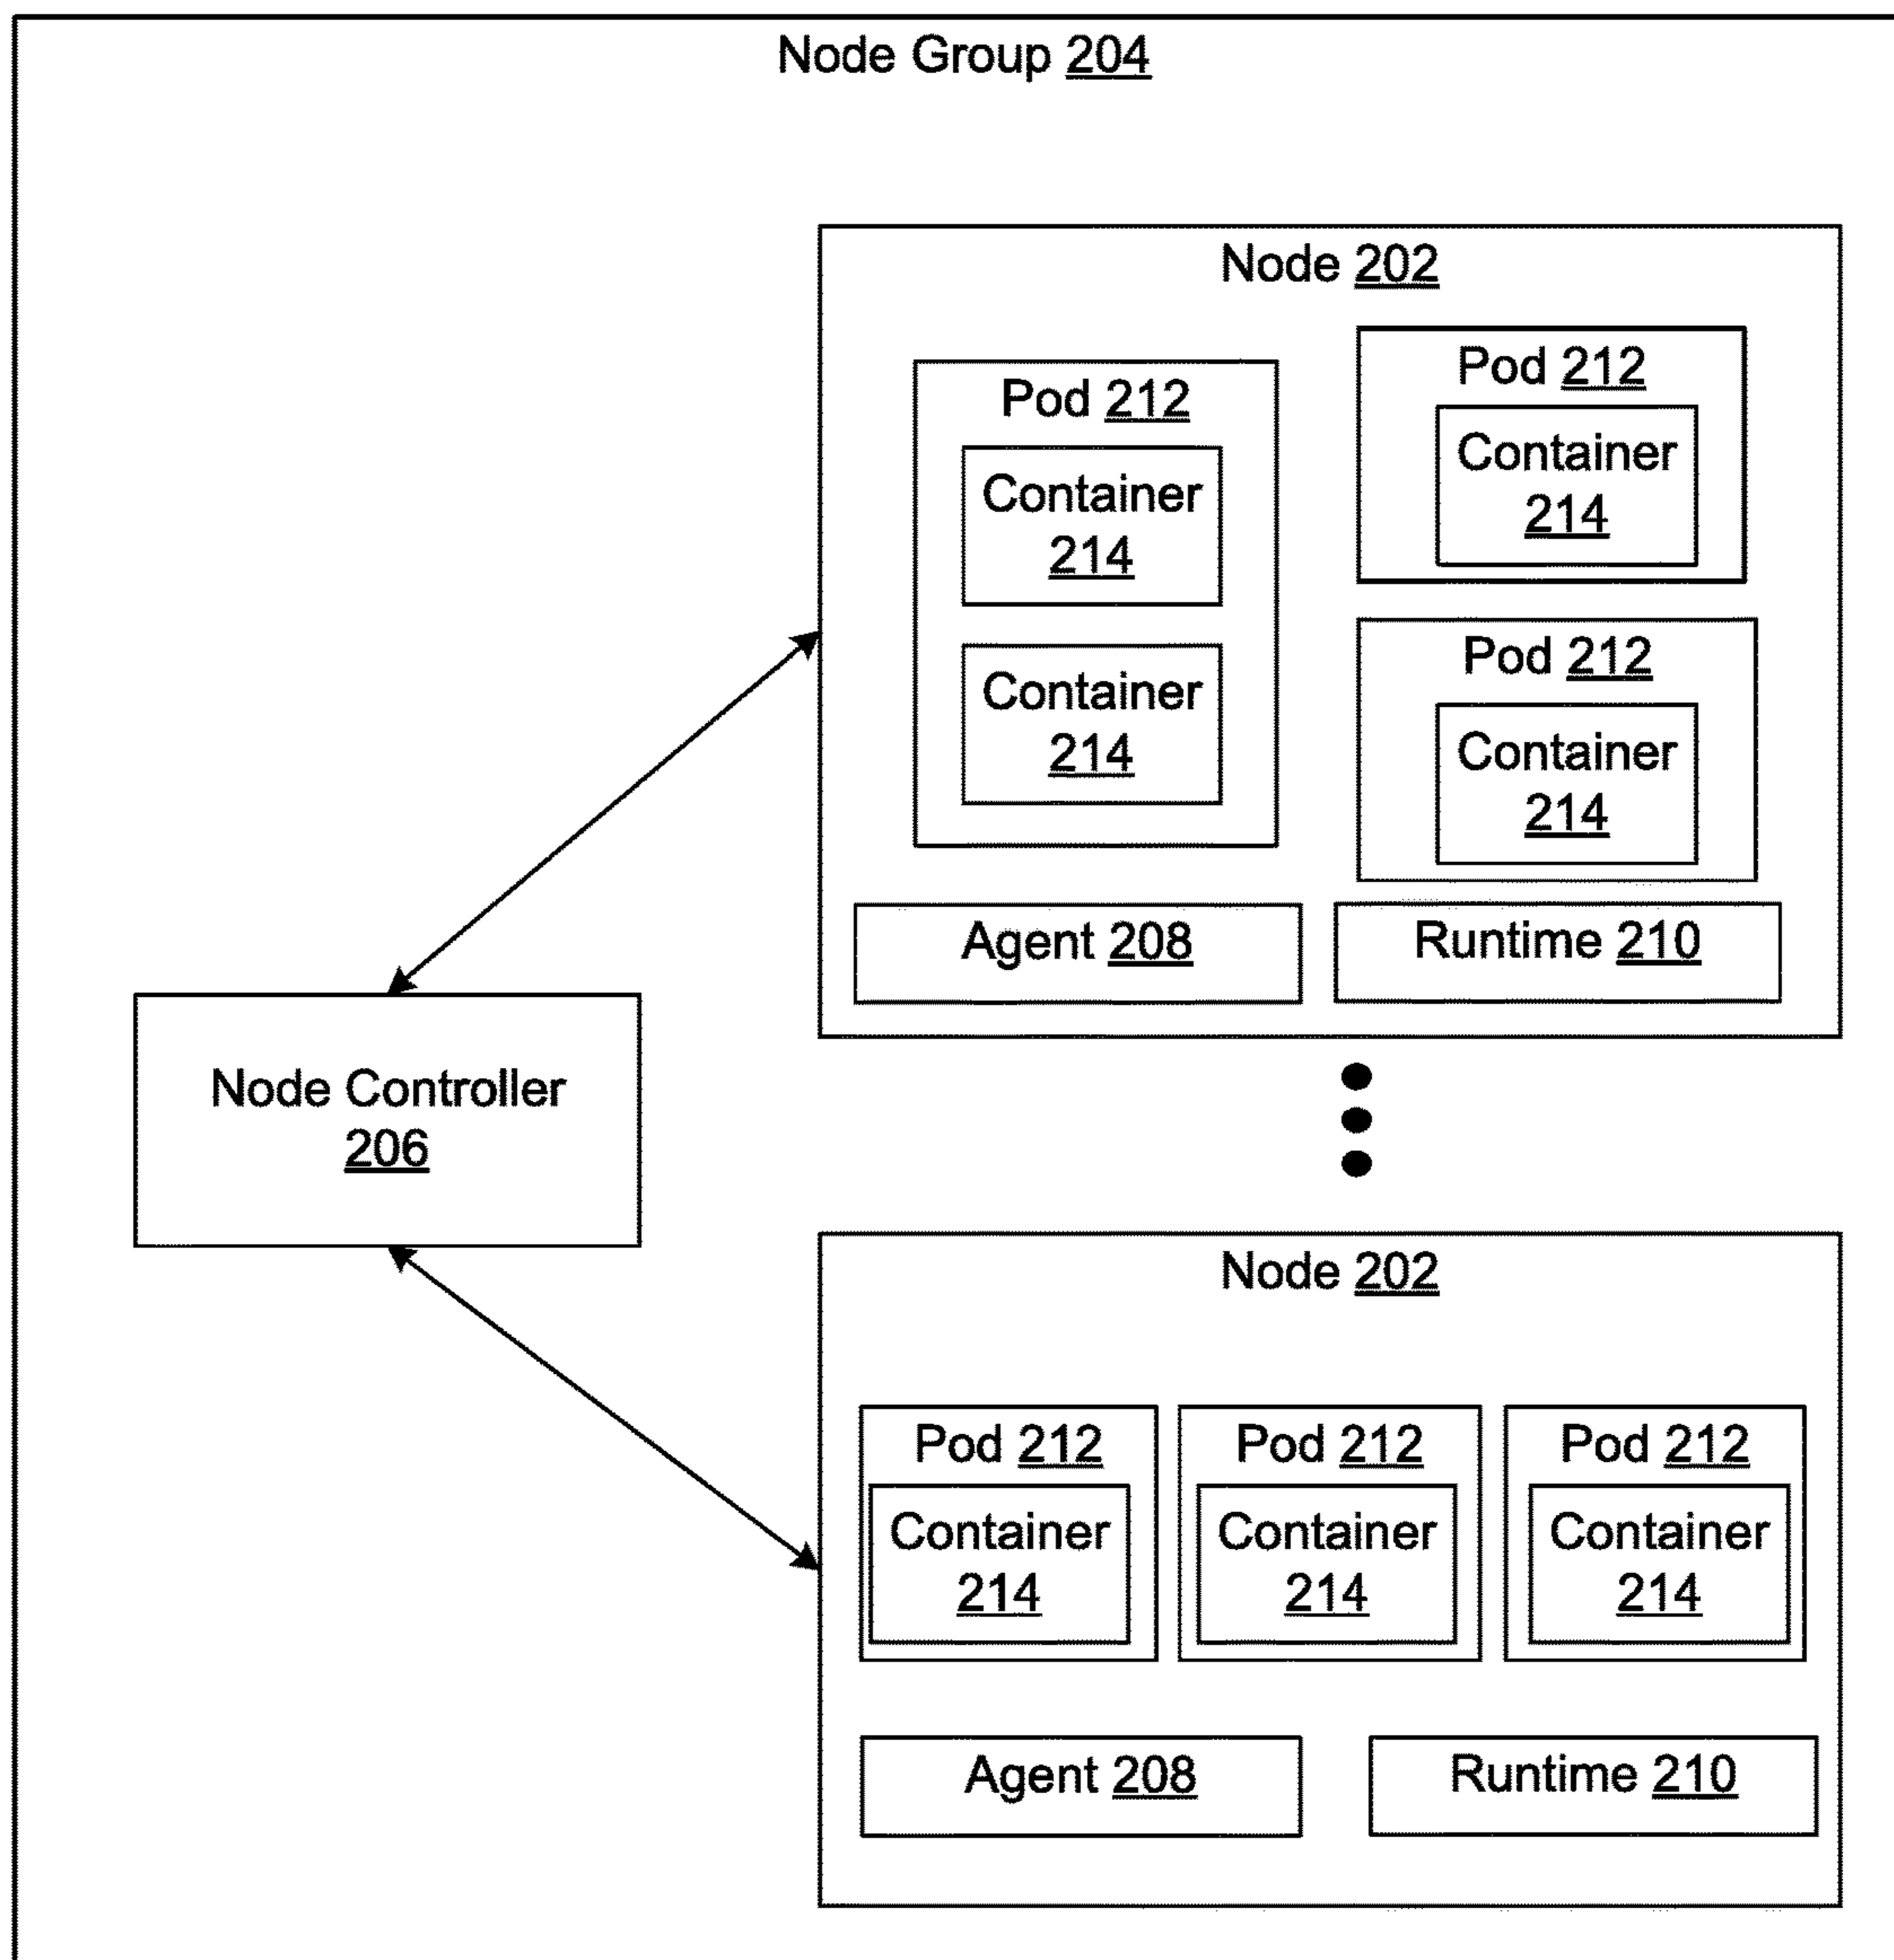 Node Group 204
Node 202
Pod 212
Container
214
Container
214
Pod 212
Container
214
Pod 212
Container
214
Agent 208
Runtime 210
Node Controller
206
Node 202
Pod 212
Container
214
Pod 212
Container
214
Pod 212
Container
214
Agent 208
Runtime 210